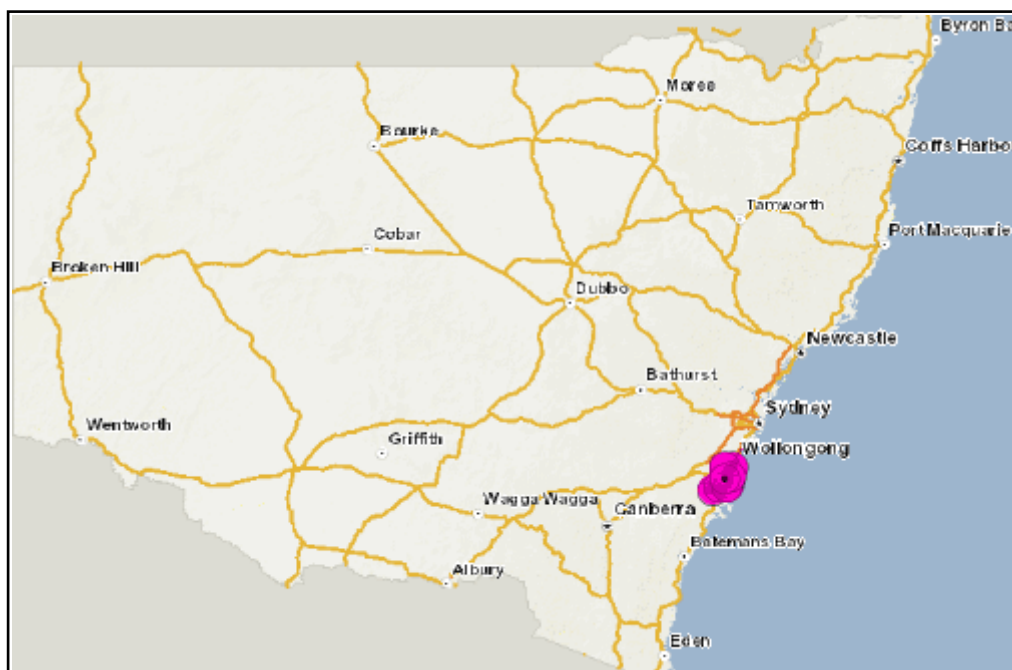 Byron Ba
Moree
Bourke
Coffs Harbo
Tamworth
Cobar
Port Macquarie
Broken Hill
Dubbo
Newcastle
Bathurst
Sydney
Wentworth
Griffith
Wollongong
Wagga Wagga
Canberra
Batemans Bay
Albury
Eden